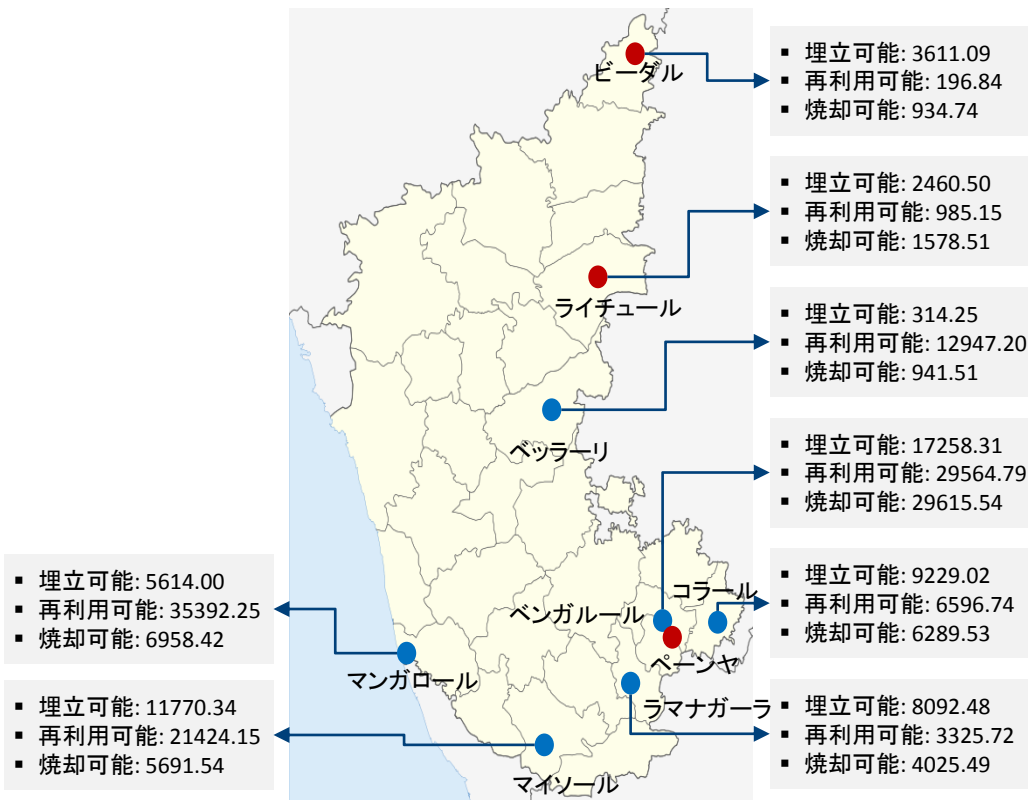 ビーダル
▪ 埋立可能: 3611.09
▪ 再利用可能: 196.84
▪ 焼却可能: 934.74
▪ 埋立可能: 2460.50
▪ 再利用可能: 985.15
▪ 焼却可能: 1578.51
ライチュール
▪ 埋立可能: 314.25
▪ 再利用可能: 12947.20
▪ 焼却可能: 941.51
ベッラーリ
▪ 埋立可能: 17258.31
▪ 再利用可能: 29564.79
▪ 焼却可能: 29615.54
▪ 埋立可能: 5614.00
▪ 再利用可能: 35392.25
▪ 焼却可能: 6958.42
コラール
ベンガルール
ペーンヤ
▪ 埋立可能: 9229.02
▪ 再利用可能: 6596.74
▪ 焼却可能: 6289.53
マンガロール
ラマナガーラ
▪ 埋立可能: 11770.34
▪ 再利用可能: 21424.15
▪ 焼却可能: 5691.54
マイソール
▪ 埋立可能: 8092.48
▪ 再利用可能: 3325.72
▪ 焼却可能: 4025.49